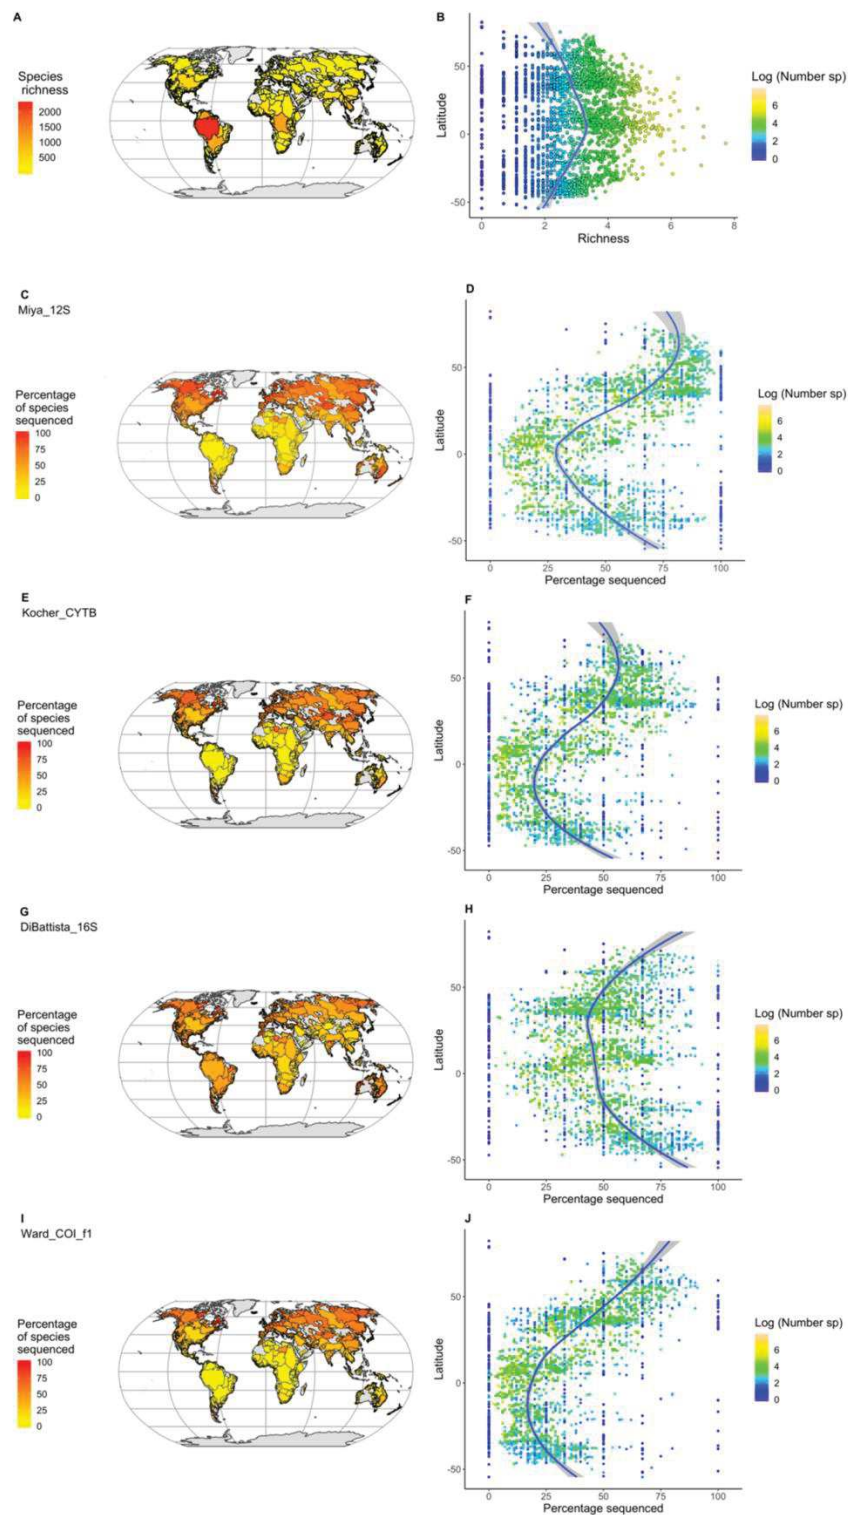 A
Species
richness
2000
1500
1000
500
B
Latitude
50
0
-50
0 2 4 6 8
Richness
Log (Number sp)
6
4
2
0
C
Miya_12S
Percentage
of species
sequenced
100
75
50
25
0
D
Latitude
50
0
-50
0 25 50 75 100
Percentage sequenced
Log (Number sp)
6
4
2
0
E
Kocher_CYTB
Percentage
of species
sequenced
100
75
50
25
0
F
Latitude
50
0
-50
0 25 50 75 100
Percentage sequenced
Log (Number sp)
6
4
2
0
G
DiBattista_16S
Percentage
of species
sequenced
100
75
50
25
0
H
Latitude
50
0
-50
0 25 50 75 100
Percentage sequenced
Log (Number sp)
6
4
2
0
I
Ward_COI_f1
Percentage
of species
sequenced
100
75
50
25
0
J
Latitude
50
0
-50
0 25 50 75 100
Percentage sequenced
Log (Number sp)
6
4
2
0